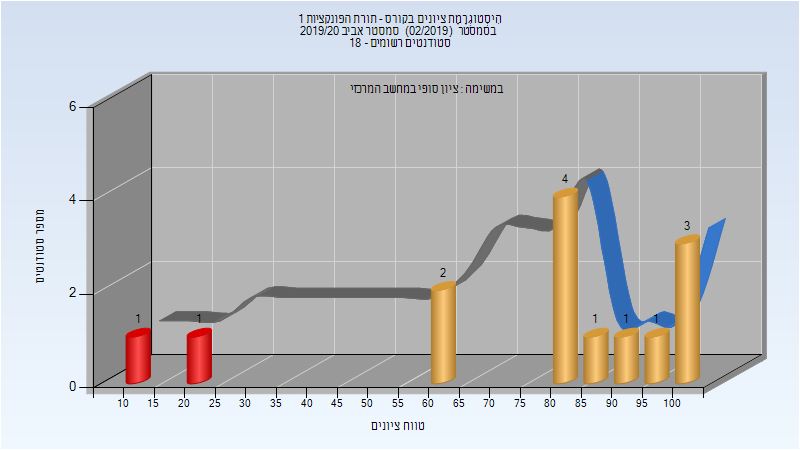 היסטוגרמת ציונים בקורס - תורת הפונקציות 1
בסמסטר (02/2019) סמסטר אביב 2019/20
סטודנטים רשומים - 18
במשימה : ציון סופי במחשב המרכזי
מספר סטודנטים
6
4
2
0
1
1
2
4
1
1
1
3
10 15 20 25 30 35 40 45 50 55 60 65 70 75 80 85 90 95 100
טווח ציונים